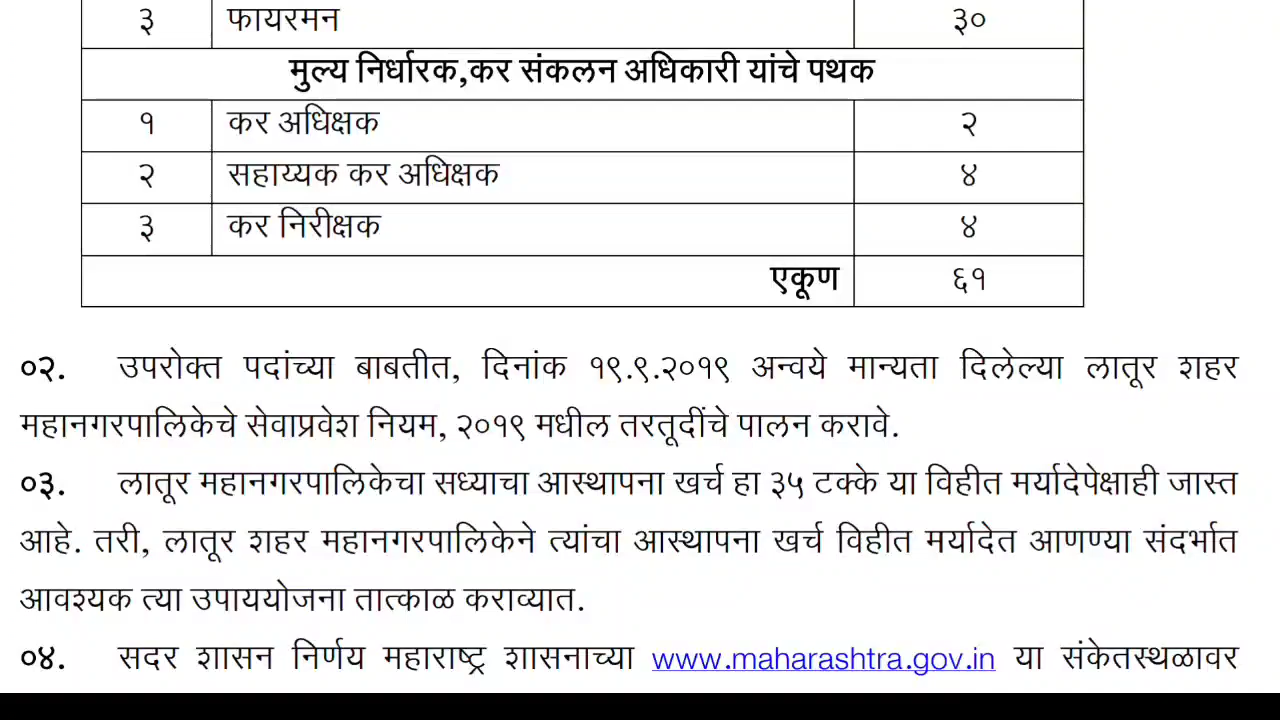 ३ फायरमन ३०
मुल्य निर्धारक,कर संकलन अधिकारी यांचे पथक
१ कर अधिक्षक २
२ सहाय्यक कर अधिक्षक ४
३ कर निरीक्षक ४
एकूण ६१
०२. उपरोक्त पदांच्या बाबतीत, दिनांक १९.९.२०१९ अन्वये मान्यता दिलेल्या लातूर शहर
महानगरपालिकेचे सेवाप्रवेश नियम, २०१९ मधील तरतूदींचे पालन करावे.
०३. लातूर महानगरपालिकेचा सध्याचा आस्थापना खर्च हा ३५ टक्के या विहीत मर्यादेपेक्षाही जास्त
आहे. तरी, लातूर शहर महानगरपालिकेने त्यांचा आस्थापना खर्च विहीत मर्यादेत आणण्या संदर्भात
आवश्यक त्या उपाययोजना तात्काळ कराव्यात.
०४. सदर शासन निर्णय महाराष्ट्र शासनाच्या www.maharashtra.gov.in या संकेतस्थळावर